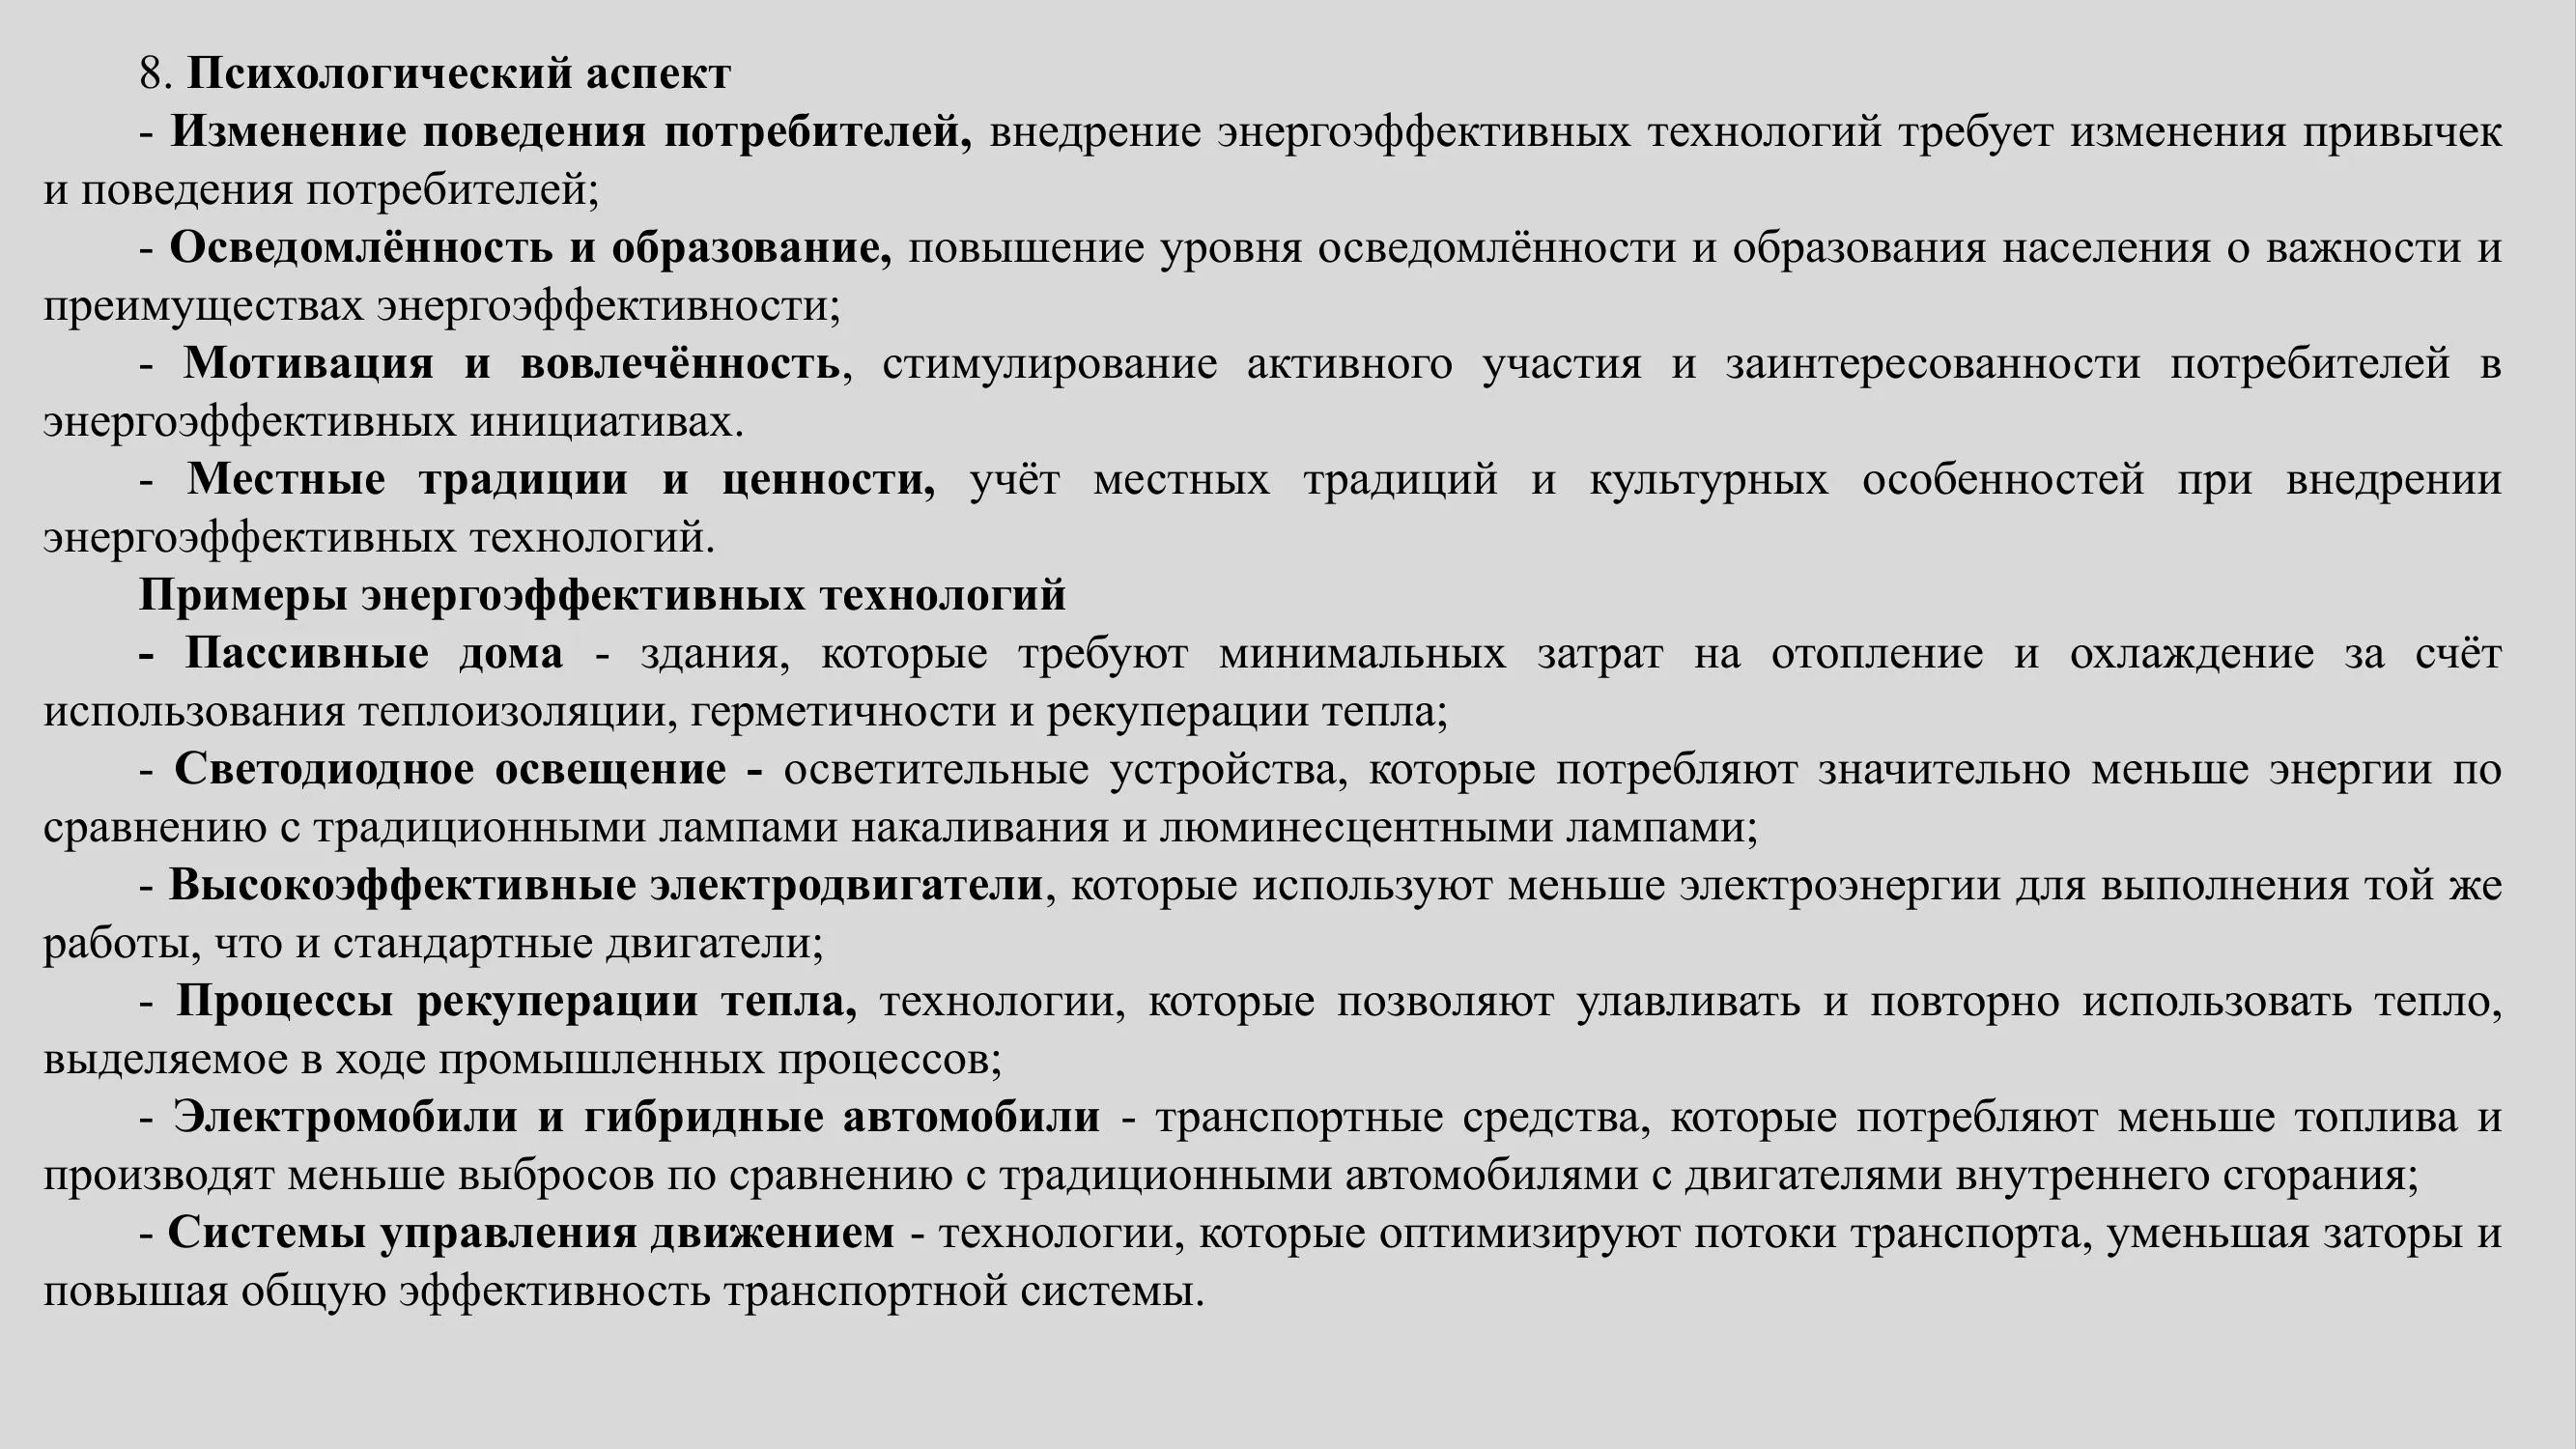 8. Психологический аспект
- Изменение поведения потребителей, внедрение энергоэффективных технологий требует изменения привычек
и поведения потребителей;
- Осведомлённость и образование, повышение уровня осведомлённости и образования населения о важности и
преимуществах энергоэффективности;
- Мотивация и вовлечённость, стимулирование активного участия и заинтересованности потребителей в
энергоэффективных инициативах.
- Местные традиции и ценности, учёт местных традиций и культурных особенностей при внедрении
энергоэффективных технологий.
Примеры энергоэффективных технологий
- Пассивные дома - здания, которые требуют минимальных затрат на отопление и охлаждение за счёт
использования теплоизоляции, герметичности и рекуперации тепла;
- Светодиодное освещение - осветительные устройства, которые потребляют значительно меньше энергии по
сравнению с традиционными лампами накаливания и люминесцентными лампами;
- Высокоэффективные электродвигатели, которые используют меньше электроэнергии для выполнения той же
работы, что и стандартные двигатели;
- Процессы рекуперации тепла, технологии, которые позволяют улавливать и повторно использовать тепло,
выделяемое в ходе промышленных процессов;
- Электромобили и гибридные автомобили - транспортные средства, которые потребляют меньше топлива и
производят меньше выбросов по сравнению с традиционными автомобилями с двигателями внутреннего сгорания;
- Системы управления движением - технологии, которые оптимизируют потоки транспорта, уменьшая заторы и
повышая общую эффективность транспортной системы.